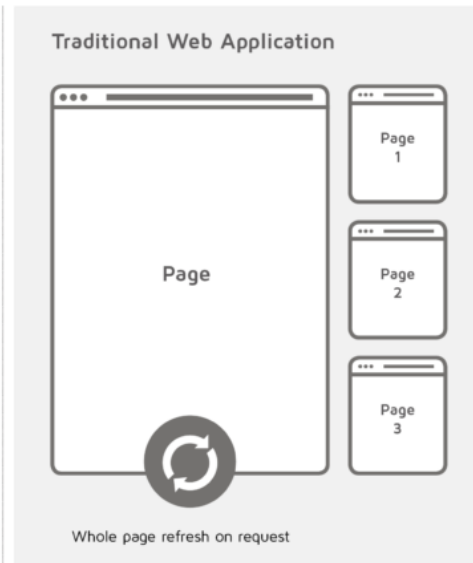 Traditional Web Application
Page
Page
1
Page
2
Page
3
Whole page refresh on request